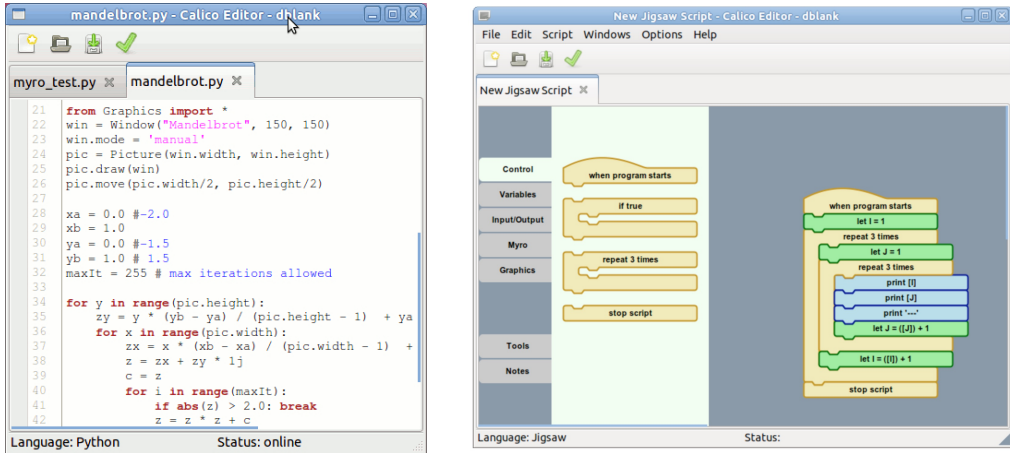 mandelbrot.py - Calico Editor - dblank
myro_test.py
mandelbrot.py
21 from Graphics import *
22 win = Window("Mandelbrot", 150, 150)
23 win.mode = 'manual'
24 pic = Picture(win.width, win.height)
25 pic.draw(win)
26 pic.move(pic.width/2, pic.height/2)
27
28 xa = 0.0 #-2.0
29 xb = 1.0
30 ya = 0.0 #-1.5
31 yb = 1.0 # 1.5
32 maxIt = 255 # max iterations allowed
33
34 for y in range(pic.height):
35 zy = y * (yb - ya) / (pic.height - 1) + ya
36 for x in range(pic.width):
37 zx = x * (xb - xa) / (pic.width - 1) +
38 z = zx + zy * 1j
39 c = z
40 for i in range(maxIt):
41 if abs(z) > 2.0: break
42 z = z * z + c
Language: Python
Status: online
New Jigsaw Script - Calico Editor - dblank
File Edit Script Windows Options Help
New Jigsaw Script
Control
Variables
Input/Output
Myro
Graphics
Tools
Notes
when program starts
if true
repeat 3 times
stop script
when program starts
let I = 1
repeat 3 times
let J = 1
repeat 3 times
print [I]
print [J]
print '---'
let J = ([J]) + 1
let I = ([I]) + 1
stop script
Language: Jigsaw
Status: